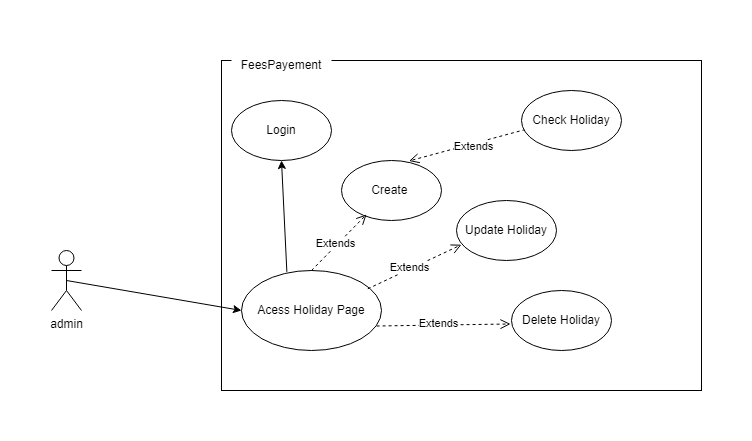 FeesPayement
Login
Check Holiday
Extends
Create
Update Holiday
Extends
Extends
Acess Holiday Page
Extends
Delete Holiday
admin